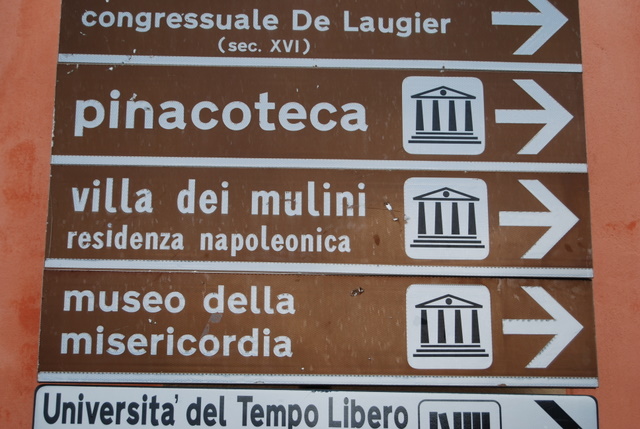 congressuale De Laugier
(sec. XVI)
pinacoteca
villa dei mulini
residenza napoleonica
museo della
misericordia
Universita' del Tempo Libero